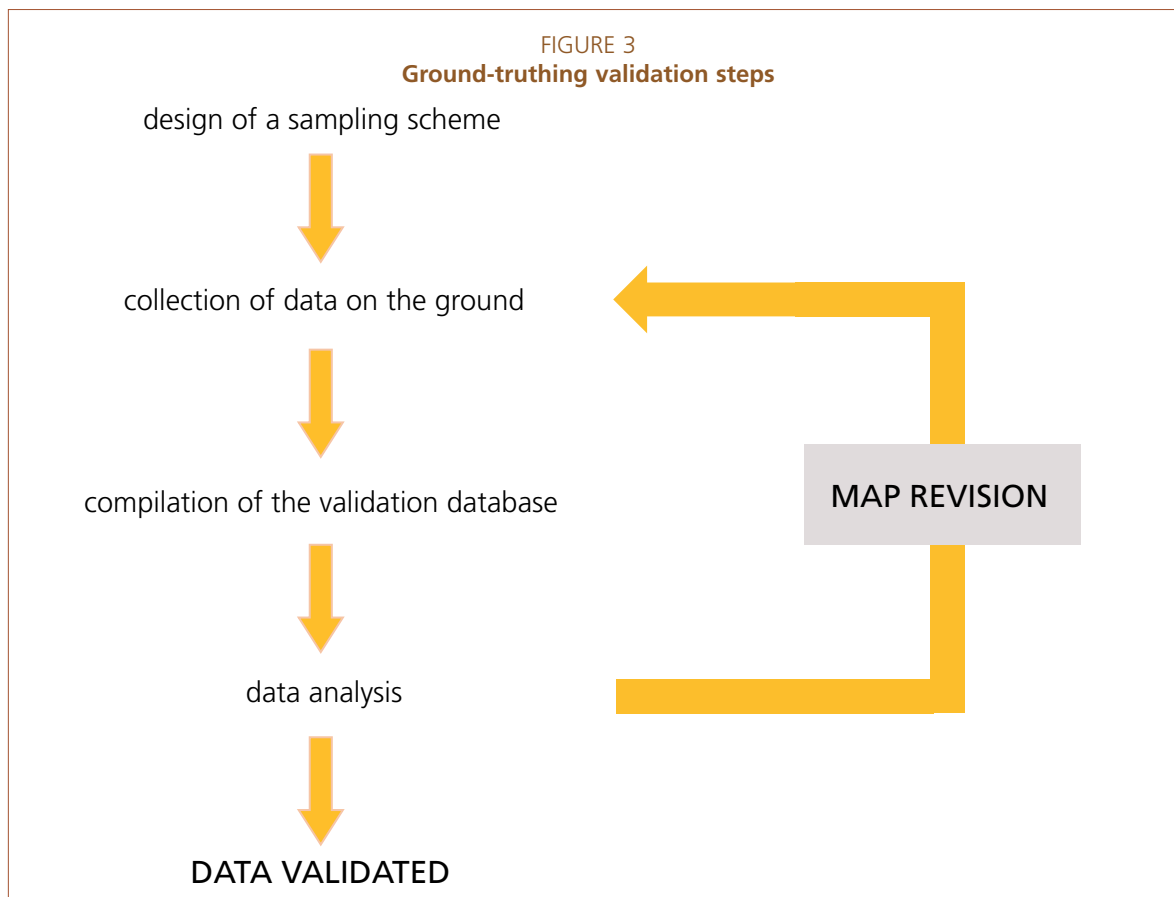 FIGURE 3
Ground-truthing validation steps
design of a sampling scheme
collection of data on the ground
compilation of the validation database
MAP REVISION
data analysis
DATA VALIDATED